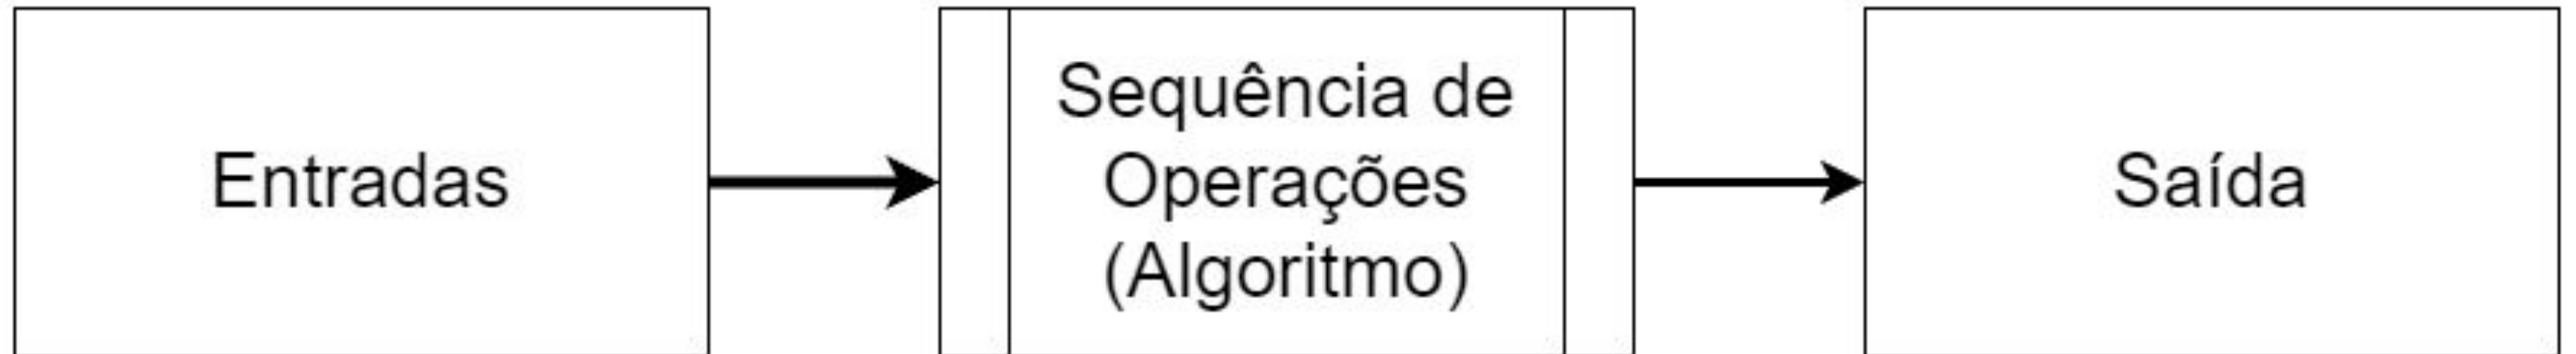 Entradas
Sequência de
Operações
(Algoritmo)
Saída